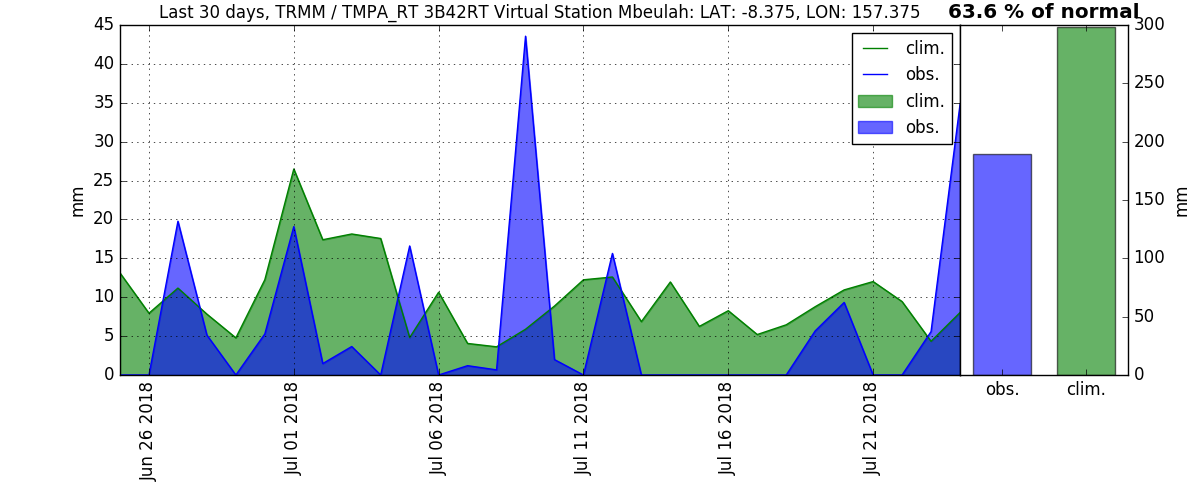 Last 30 days, TRMM / TMPA_RT 3B42RT Virtual Station Mbeulah: LAT: -8.375, LON: 157.375
63.6 % of normal
45
40
35
30
25
20
15
10
5
0
mm
clim.
obs.
clim.
obs.
Jun 26 2018
Jul 01 2018
Jul 06 2018
Jul 11 2018
Jul 16 2018
Jul 21 2018
300
250
200
150
100
50
0
mm
obs.
clim.